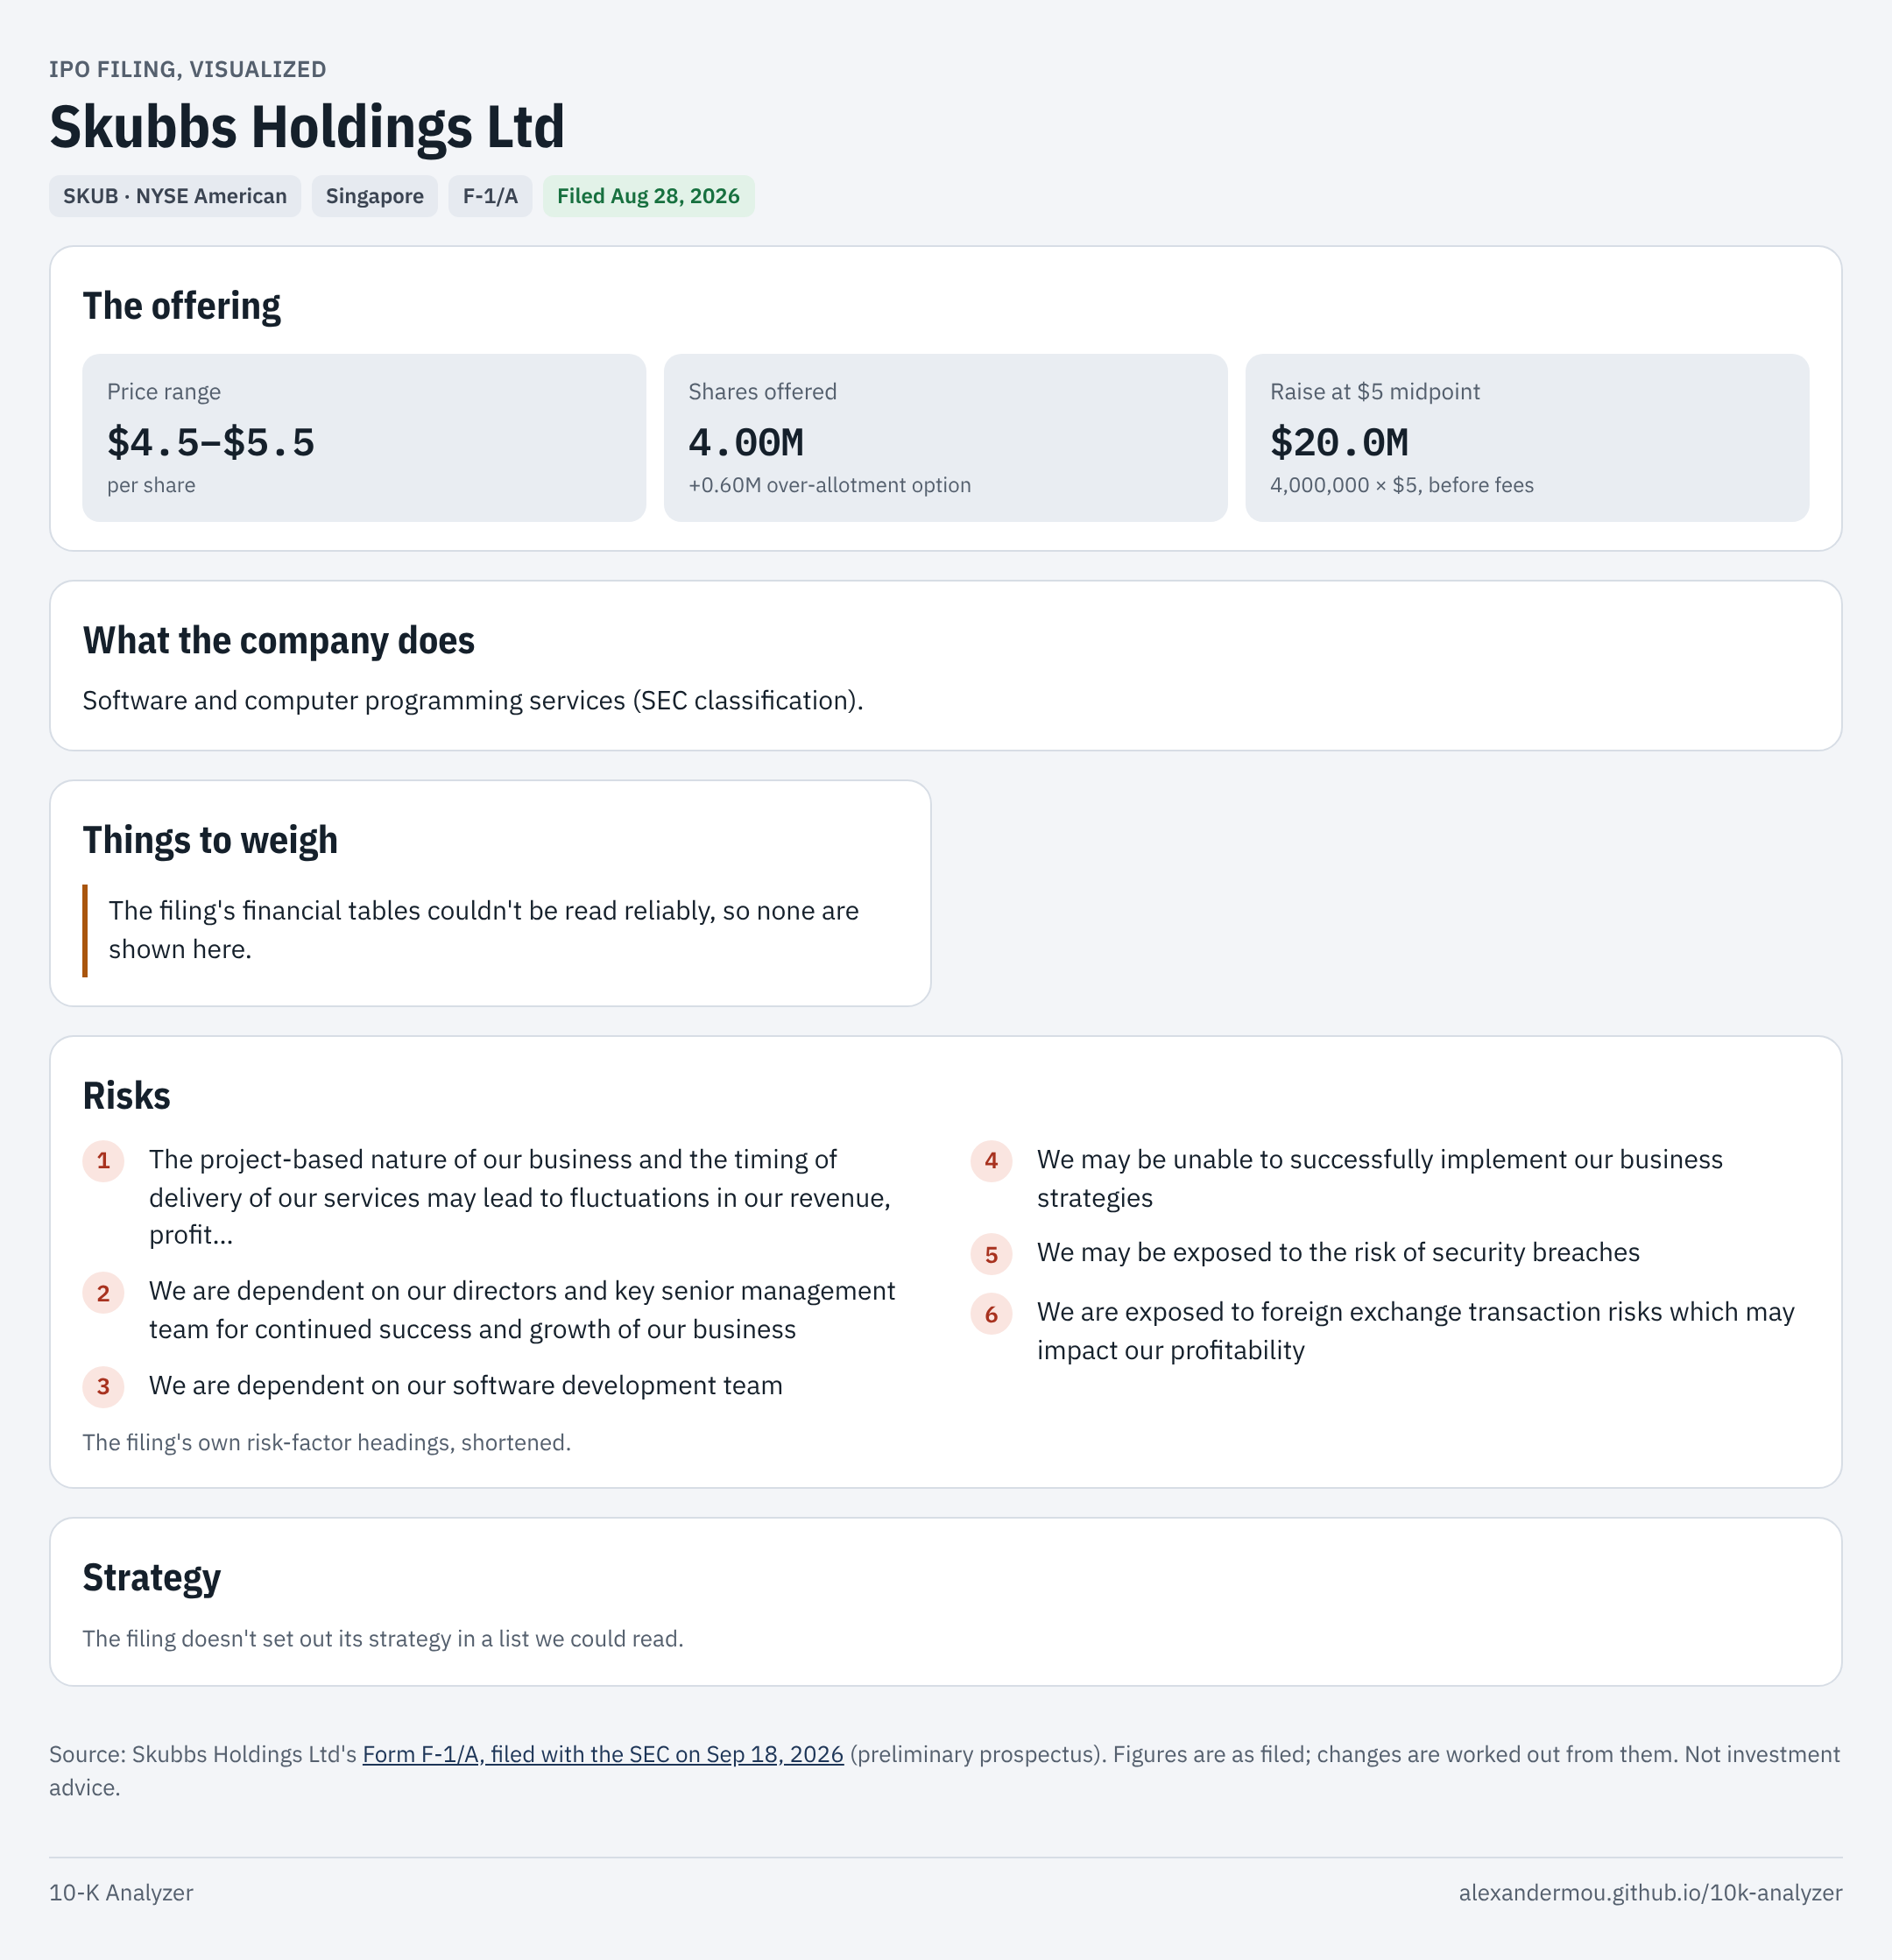 IPO FILING, VISUALIZED
Skubbs Holdings Ltd
SKUB · NYSE American
Singapore
F-1/A
Filed Aug 28, 2026
The offering
Price range
$4.5–$5.5
per share
Shares offered
4.00M
+0.60M over-allotment option
Raise at $5 midpoint
$20.0M
4,000,000 × $5, before fees
What the company does
Software and computer programming services (SEC classification).
Things to weigh
The filing's financial tables couldn't be read reliably, so none are
shown here.
Risks
1 The project-based nature of our business and the timing of
delivery of our services may lead to fluctuations in our revenue,
profit…
2 We are dependent on our directors and key senior management
team for continued success and growth of our business
3 We are dependent on our software development team
4 We may be unable to successfully implement our business
strategies
5 We may be exposed to the risk of security breaches
6 We are exposed to foreign exchange transaction risks which may
impact our profitability
The filing's own risk-factor headings, shortened.
Strategy
The filing doesn't set out its strategy in a list we could read.
Source: Skubbs Holdings Ltd's Form F-1/A, filed with the SEC on Sep 18, 2026 (preliminary prospectus). Figures are as filed; changes are worked out from them. Not investment
advice.
10-K Analyzer
alexandermou.github.io/10k-analyzer